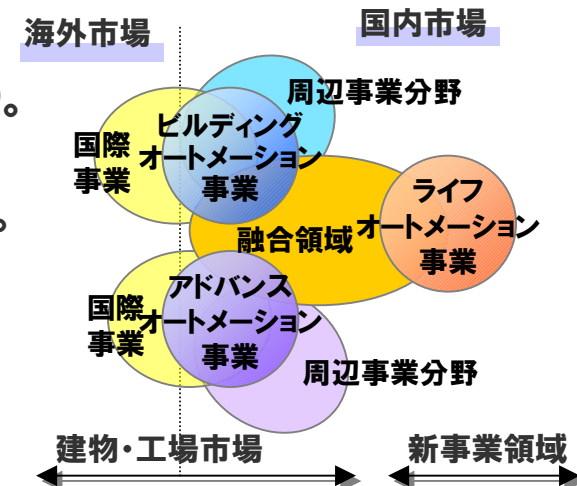 海外市場
国内市場
。
周辺事業分野
ビルディング
オートメーション
事業
国際
事業
。
ライフ
オートメーション
事業
融合領域
アドバンス
オートメーション
事業
国際
事業
周辺事業分野
建物・工場市場
新事業領域